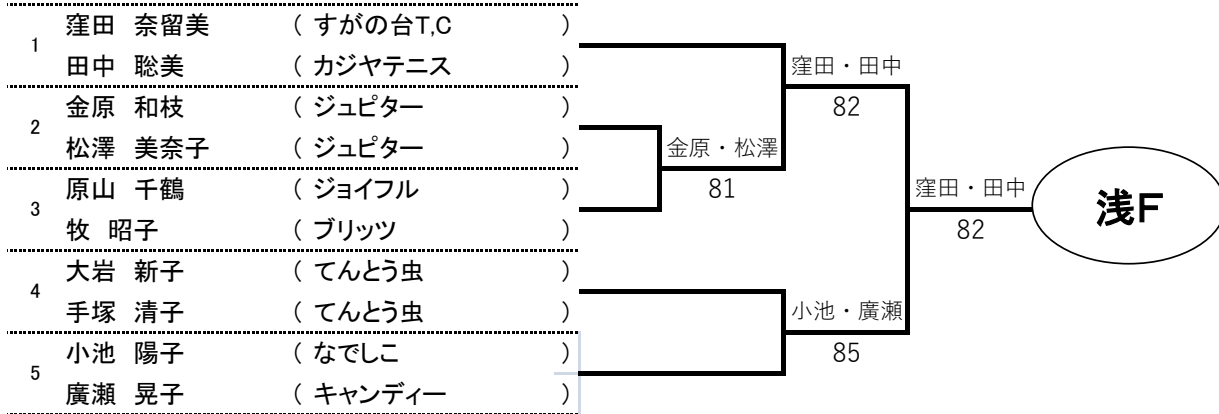 1
窪田 奈留美 ( すがの台T,C )
田中 聡美 ( カジヤテニス )
2
金原 和枝 ( ジュピター )
松澤 美奈子 ( ジュピター )
3
原山 千鶴 ( ジョイフル )
牧 昭子 ( ブリッツ )
4
大岩 新子 ( てんとう虫 )
手塚 清子 ( てんとう虫 )
5
小池 陽子 ( なでしこ )
廣瀬 晃子 ( キャンディー )
金原・松澤
81
窪田・田中
82
小池・廣瀬
85
窪田・田中
82
浅F